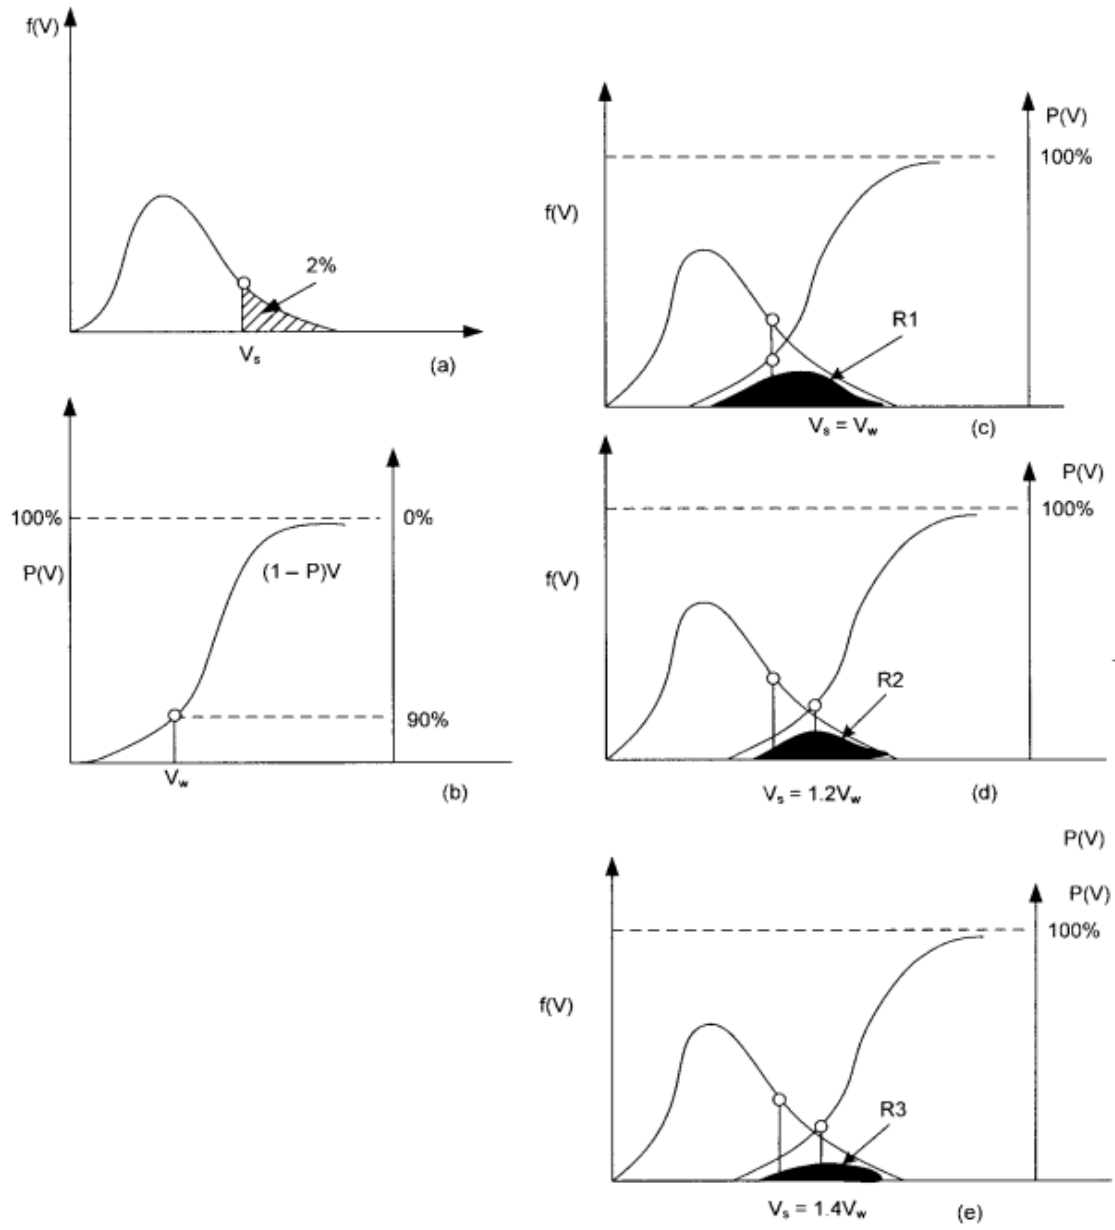 f(V)
2%
V_s
(a)
100%
0%
P(V)
(1 – P)V
90%
V_w
(b)
P(V)
100%
f(V)
R1
V_s = V_w
(c)
P(V)
100%
f(V)
R2
V_s = 1.2V_w
(d)
P(V)
P(V)
100%
f(V)
R3
V_s = 1.4V_w
(e)